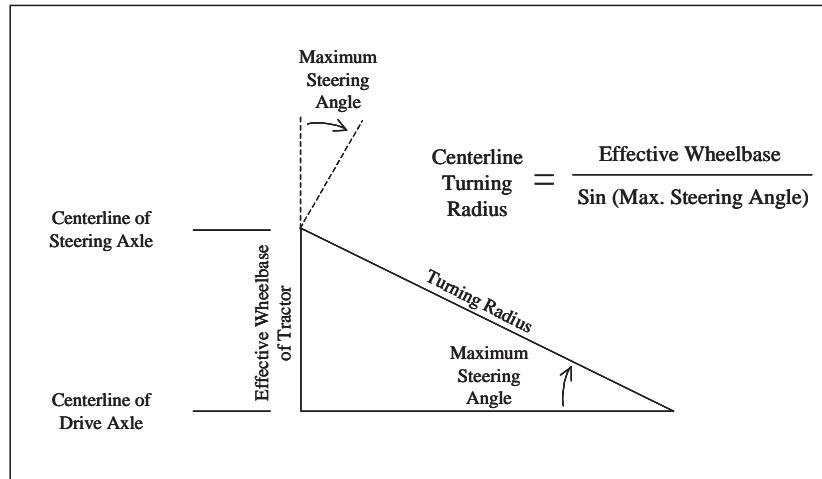 Maximum
Steering
Angle
Centerline
Turning
Radius
=
Effective Wheelbase
Sin (Max. Steering Angle)
Centerline of
Steering Axle
Effective Wheelbase
of Tractor
Turning Radius
Maximum
Steering
Angle
Centerline of
Drive Axle